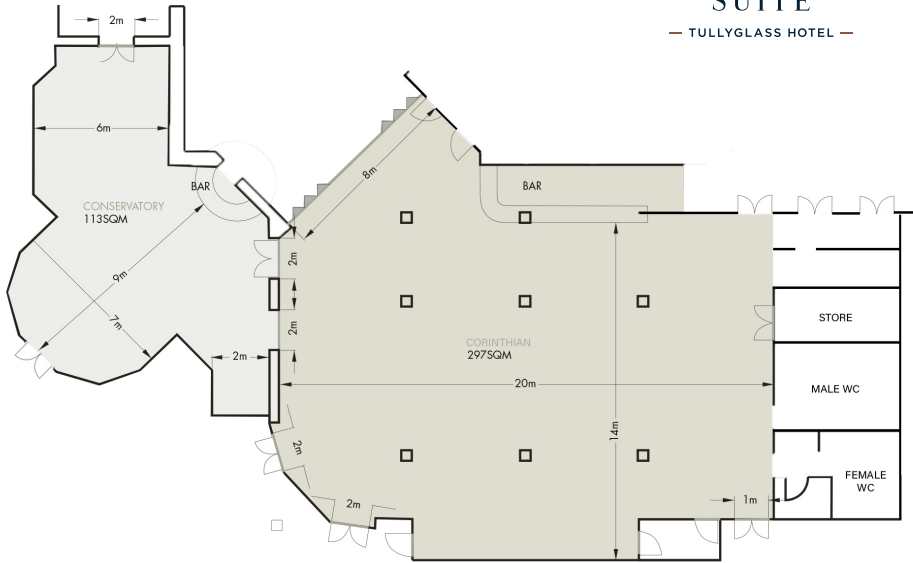 SUITE
— TULLYGLASS HOTEL —
2m
6m
8m
BAR
BAR
CONSERVATORY
113SQM
2m
9m
7m
2m
2m
STORE
CORINTHIAN
297SQM
20m
MALE WC
14m
2m
2m
1m
FEMALE
WC